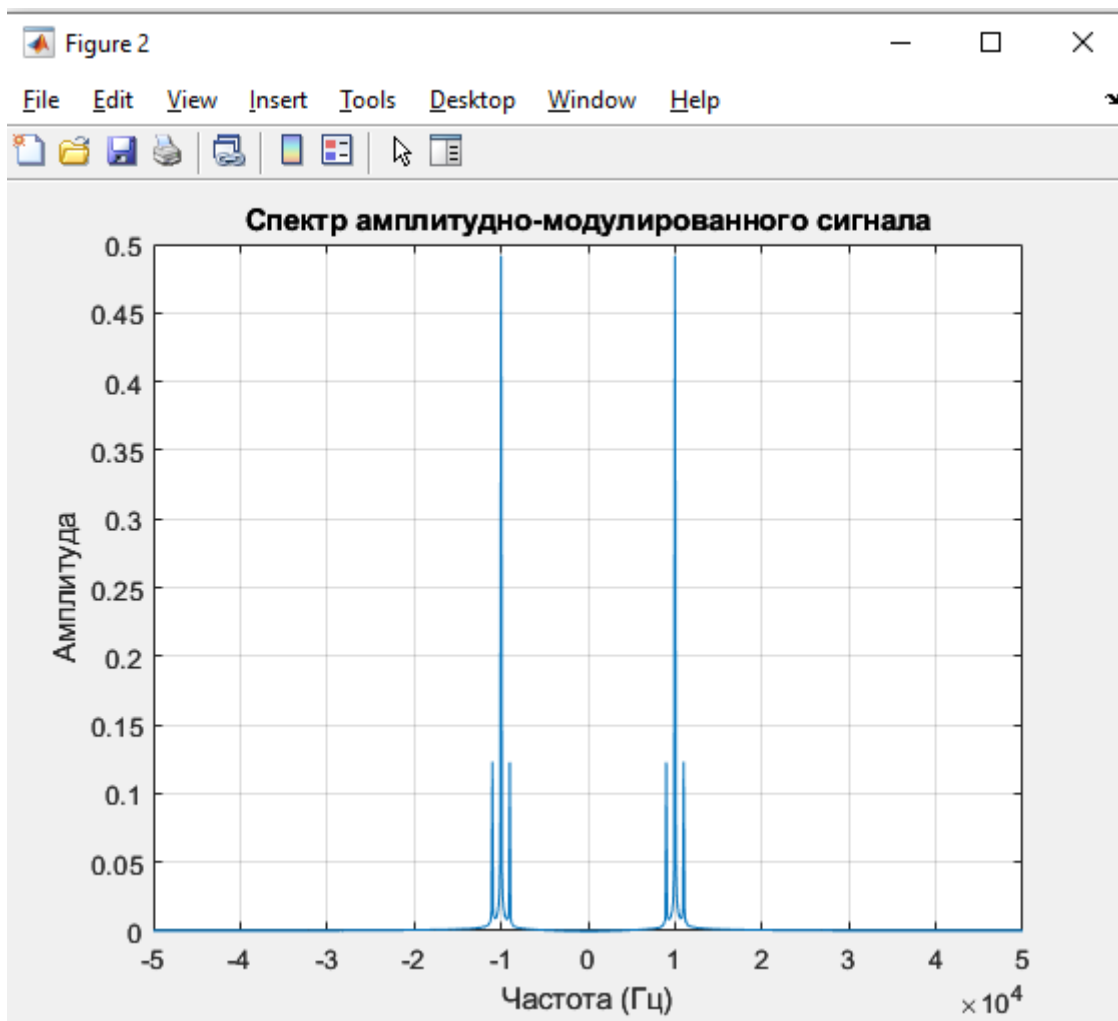 Figure 2
File Edit View Insert Tools Desktop Window Help
Спектр амплитудно-модулированного сигнала
0.5
0.45
0.4
0.35
0.3
0.25
0.2
0.15
0.1
0.05
0
Амплитуда
-5 -4 -3 -2 -1 0 1 2 3 4 5
Частота (Гц)
×10⁴